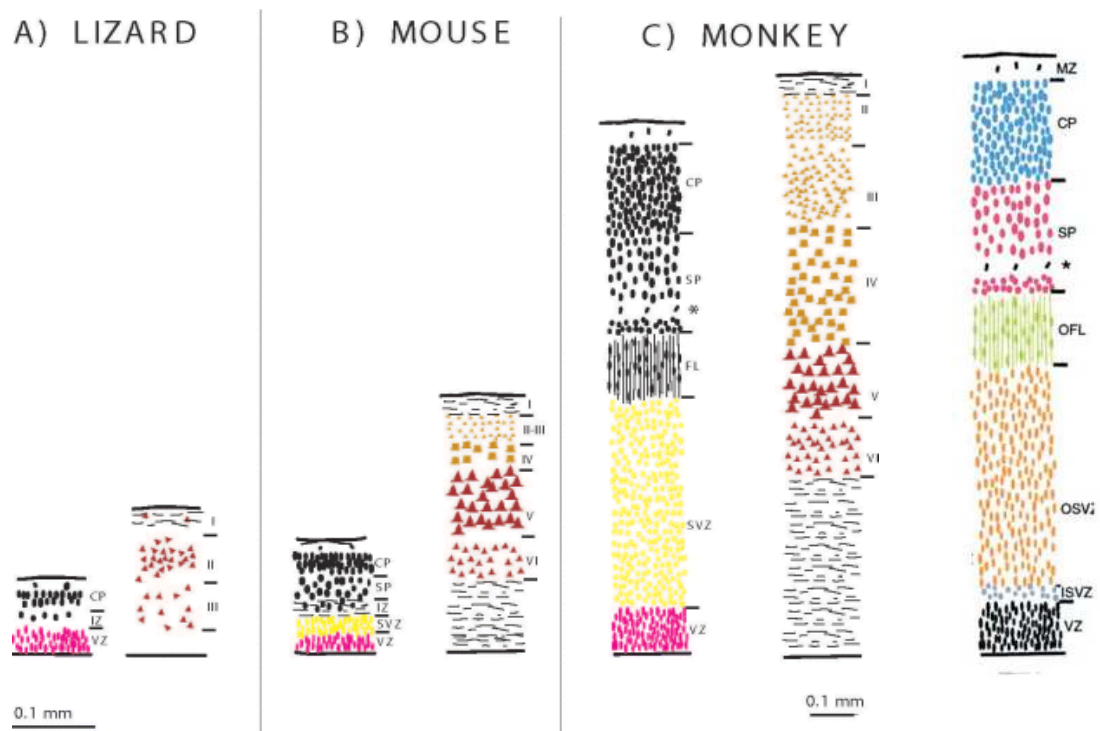 A) LIZARD
B) MOUSE
C) MONKEY
CP
IZ
VZ
I
II
III
0.1 mm
CP
SP
IZ
SVZ
VZ
I
II-III
IV
V
VI
CP
SP
*
FL
SVZ
VZ
I
II
III
IV
V
VI
0.1 mm
MZ
CP
SP
*
OFL
OSVZ
ISVZ
VZ